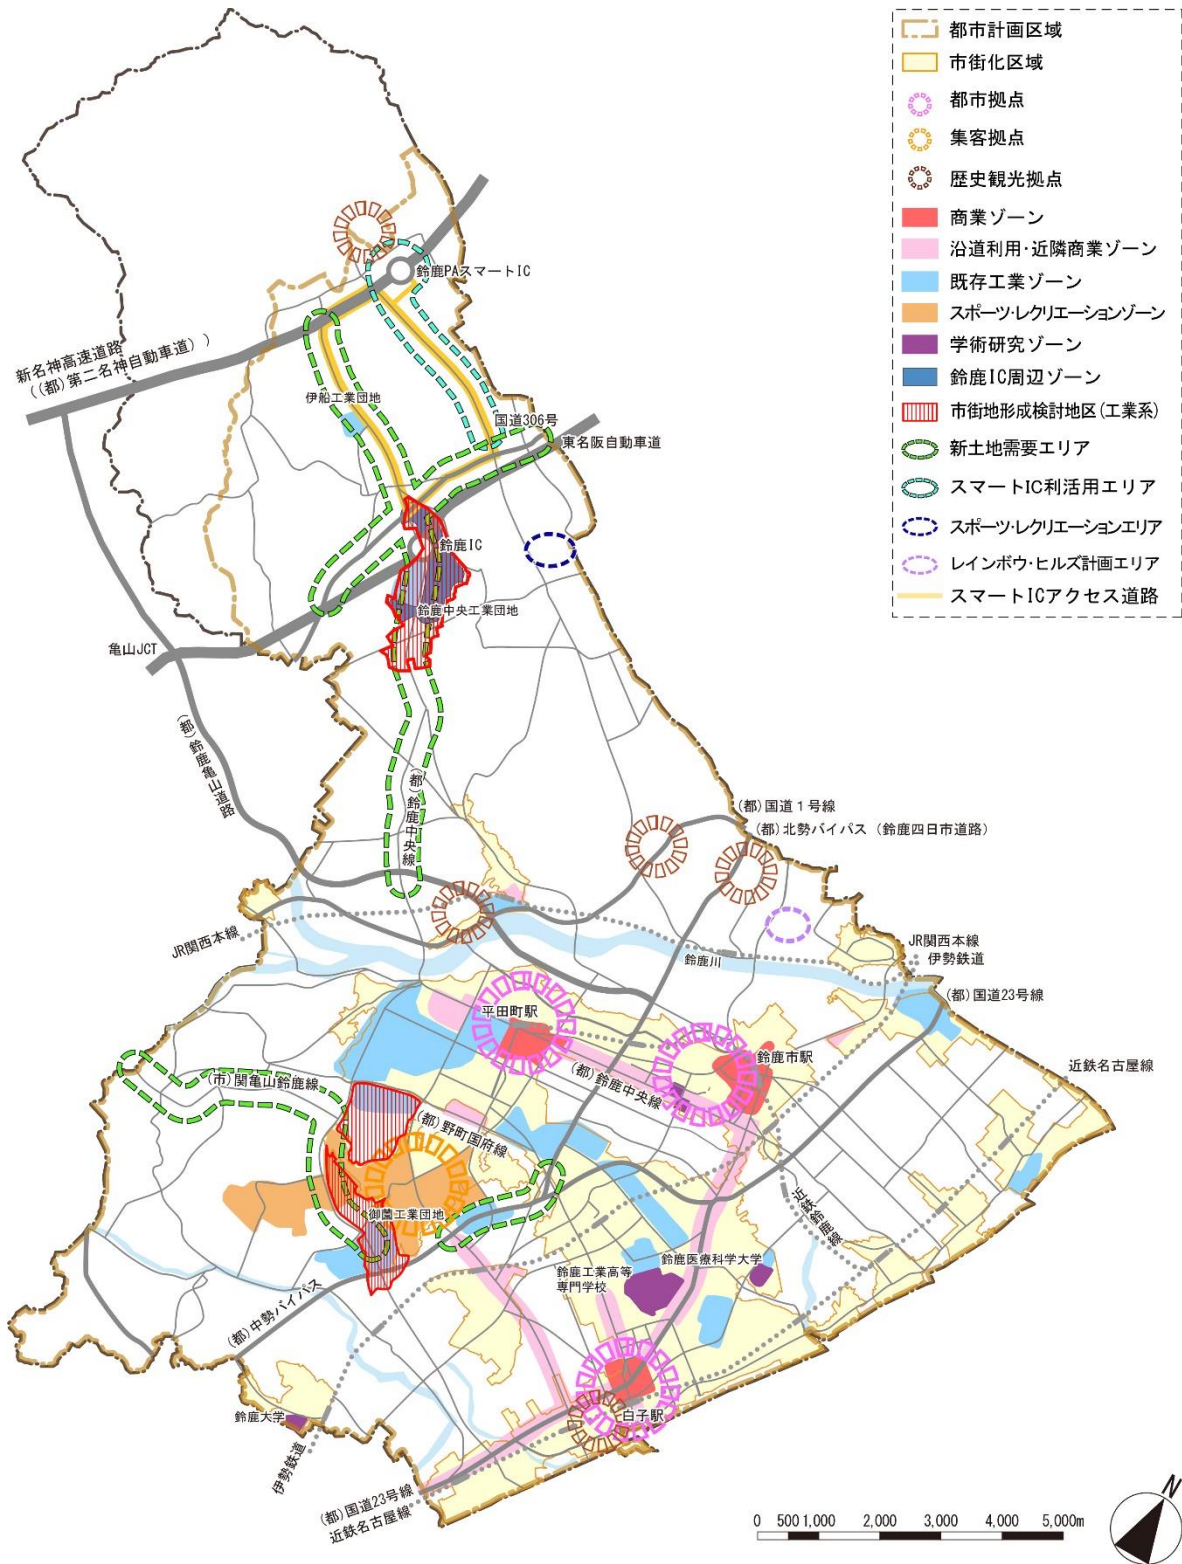 都市計画区域
市街化区域
都市拠点
集客拠点
歴史観光拠点
商業ゾーン
沿道利用・近隣商業ゾーン
既存工業ゾーン
スポーツ・レクリエーションゾーン
学術研究ゾーン
鈴鹿IC周辺ゾーン
市街地形成検討地区(工業系)
新土地需要エリア
スマートIC利活用エリア
スポーツ・レクリエーションエリア
レインボウ・ヒルズ計画エリア
スマートICアクセス道路
鈴鹿PAスマートIC
新名神高速道路
((都)第二名神自動車道))
伊船工業団地
国道306号
東名阪自動車道
鈴鹿IC
鈴鹿中央工業団地
亀山JCT
(都)鈴鹿亀山道路
(都)鈴鹿中央線
(都)国道1号線
(都)北勢バイパス(鈴鹿四日市道路)
JR関西本線
鈴鹿川
JR関西本線
伊勢鉄道
(都)国道23号線
平田町駅
鈴鹿市駅
近鉄名古屋線
(都)鈴鹿中央線
(市)関亀山鈴鹿線
(都)野町国府線
御薗工業団地
近鉄鈴鹿線
鈴鹿医療科学大学
鈴鹿工業高等
専門学校
(都)中勢バイパス
白子駅
鈴鹿大学
伊勢鉄道
(都)国道23号線
近鉄名古屋線
N
0 500 1,000 2,000 3,000 4,000 5,000m